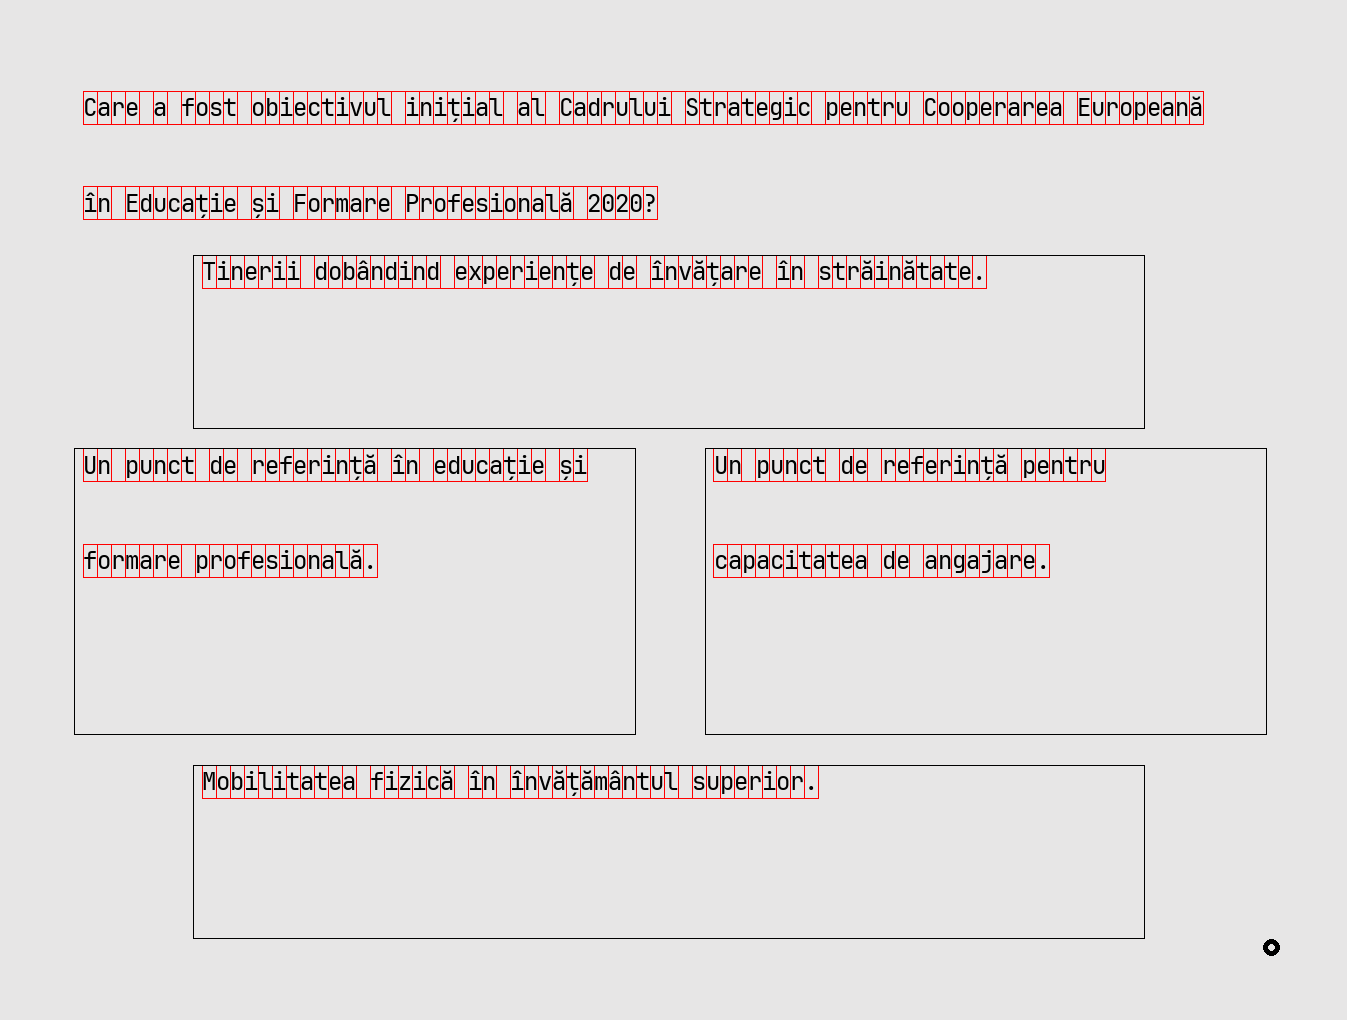 Care a fost obiectivul inițial al Cadrului Strategic pentru Cooperarea Europeană
în Educație și Formare Profesională 2020?
Tinerii dobândind experiențe de învățare în străinătate.
Un punct de referință în educație și
formare profesională.
Un punct de referință pentru
capacitatea de angajare.
Mobilitatea fizică în învățământul superior.